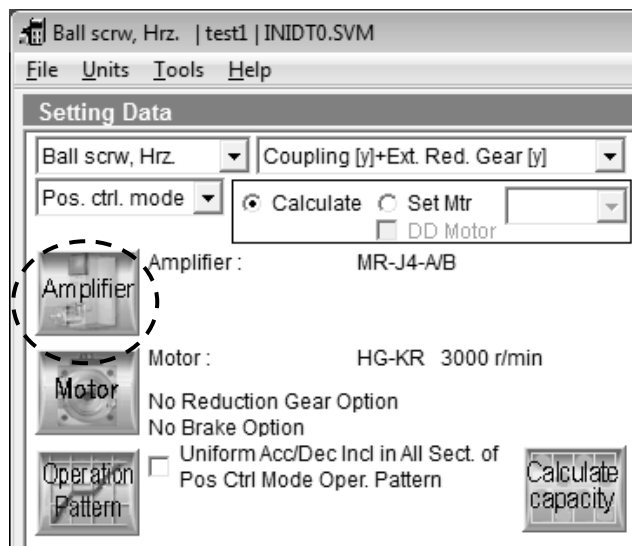 Ball scrw, Hrz. | test1 | INIDT0.SVM
File Units Tools Help
Setting Data
Ball scrw, Hrz. Coupling [y]+Ext. Red. Gear [y]
Pos. ctrl. mode Calculate Set Mtr
DD Motor
Amplifier Amplifier : MR-J4-A/B
Motor Motor : HG-KR 3000 r/min
No Reduction Gear Option
No Brake Option
Operation Pattern Uniform Acc/Dec Incl in All Sect. of
Pos Ctrl Mode Oper. Pattern
Calculate
capacity